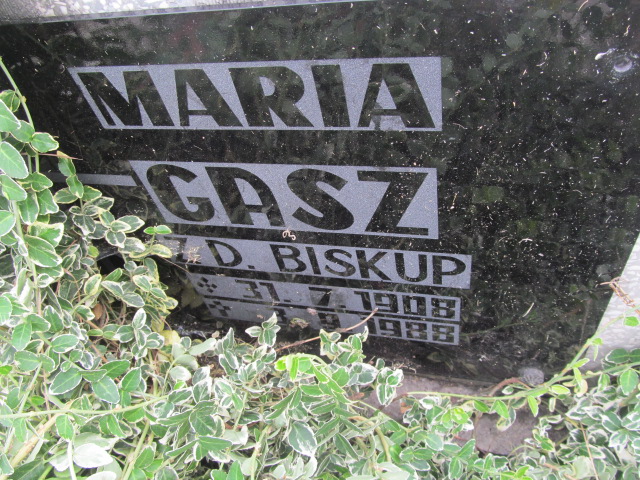 MARIA
GASZ
D. BISKUP
31. 7. 1908
1988